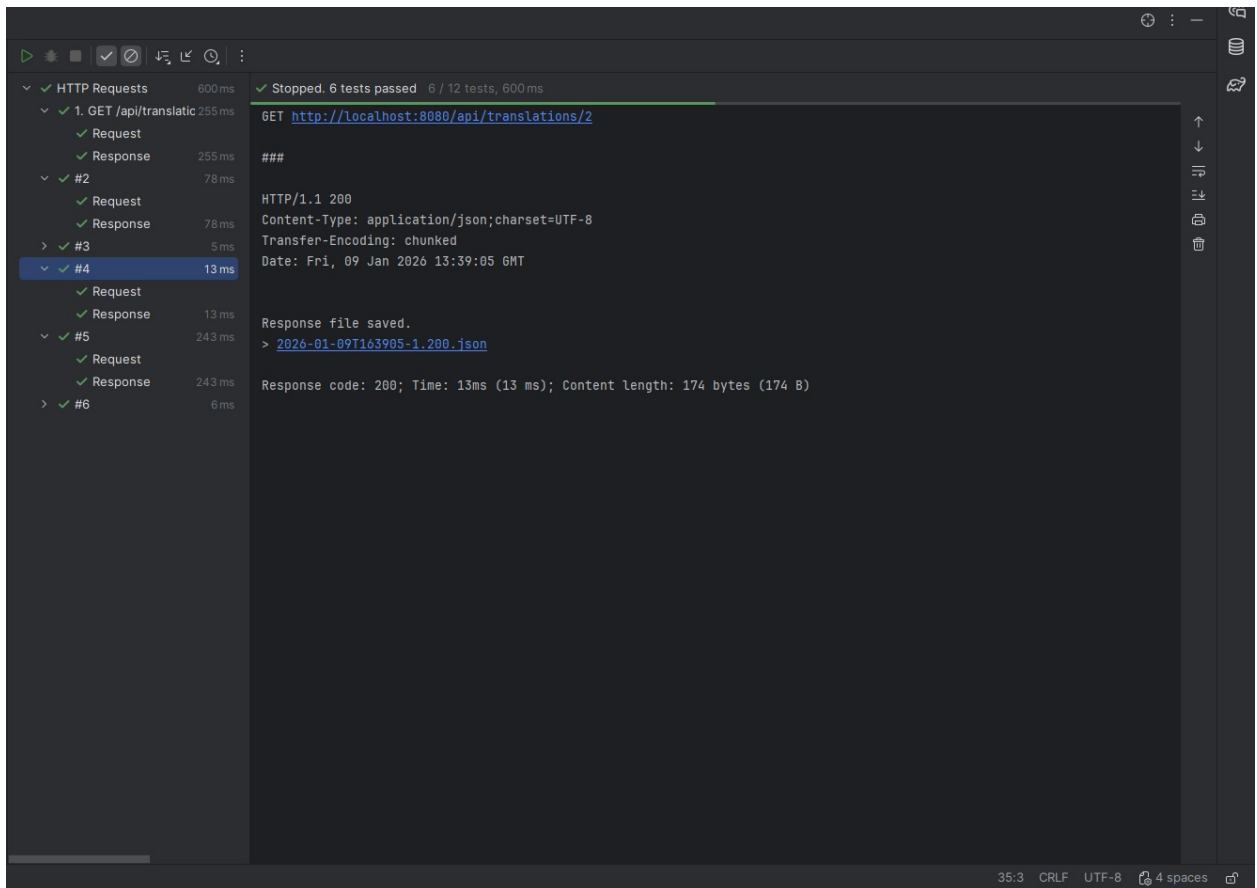 HTTP Requests 600 ms
1. GET /api/translatic 255 ms
Request
Response 255 ms
#2 78 ms
Request
Response 78 ms
#3 5 ms
#4 13 ms
Request
Response 13 ms
#5 243 ms
Request
Response 243 ms
#6 6 ms
Stopped. 6 tests passed 6 / 12 tests, 600 ms
GET http://localhost:8080/api/translations/2
###
HTTP/1.1 200
Content-Type: application/json;charset=UTF-8
Transfer-Encoding: chunked
Date: Fri, 09 Jan 2026 13:39:05 GMT
Response file saved.
> 2026-01-09T163905-1.200.json
Response code: 200; Time: 13ms (13 ms); Content length: 174 bytes (174 B)
35:3 CRLF UTF-8 4 spaces